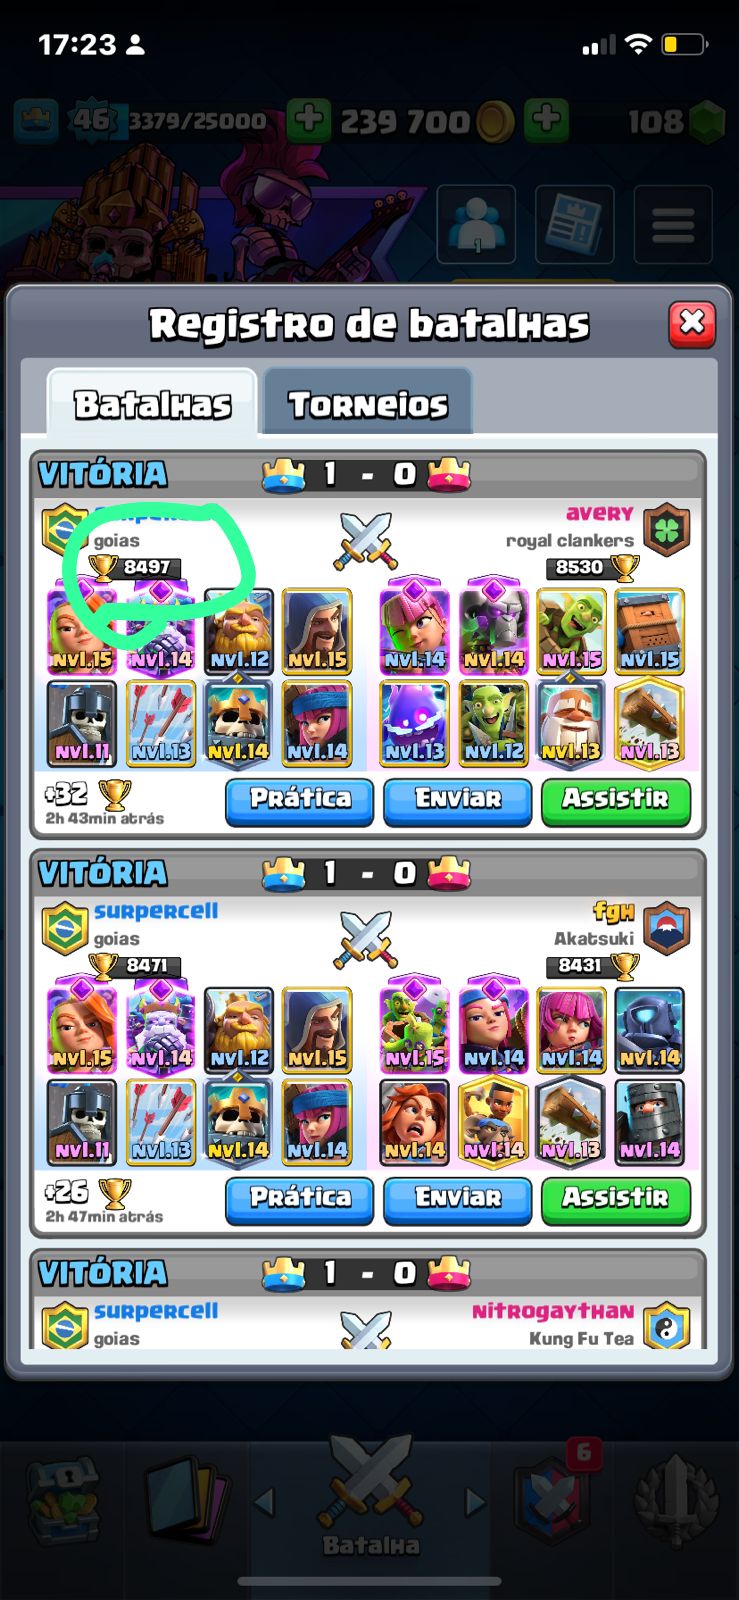 17:23
46 3379/25000 239 700 108
1
Registro de batalhas
Batalhas Torneios
VITÓRIA 1 - 0
avery
goias royal clankers
8497 8530
Nvl.15 Nvl.14 Nvl.12 Nvl.15 Nvl.14 Nvl.14 Nvl.15 Nvl.15
Nvl.11 Nvl.13 Nvl.14 Nvl.14 Nvl.13 Nvl.12 Nvl.13 Nvl.13
+32
2h 43min atrás
Prática Enviar Assistir
VITÓRIA 1 - 0
surpercell fgh
goias Akatsuki
8471 8431
Nvl.15 Nvl.14 Nvl.12 Nvl.15 Nvl.15 Nvl.14 Nvl.14 Nvl.14
Nvl.11 Nvl.13 Nvl.14 Nvl.14 Nvl.14 Nvl.14 Nvl.13 Nvl.14
+26
2h 47min atrás
Prática Enviar Assistir
VITÓRIA 1 - 0
surpercell Nitrogaythan
goias Kung Fu Tea
6
Batalha